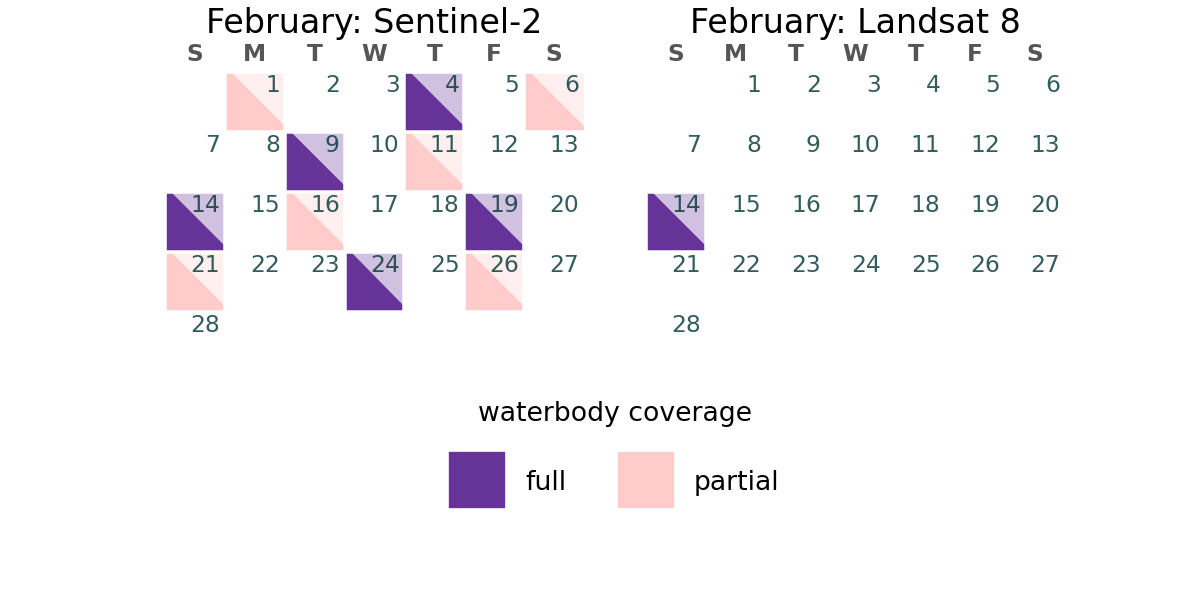 February: Sentinel-2
S M T W T F S
1 2 3 4 5 6
7 8 9 10 11 12 13
14 15 16 17 18 19 20
21 22 23 24 25 26 27
28
February: Landsat 8
S M T W T F S
1 2 3 4 5 6
7 8 9 10 11 12 13
14 15 16 17 18 19 20
21 22 23 24 25 26 27
28
waterbody coverage
full partial